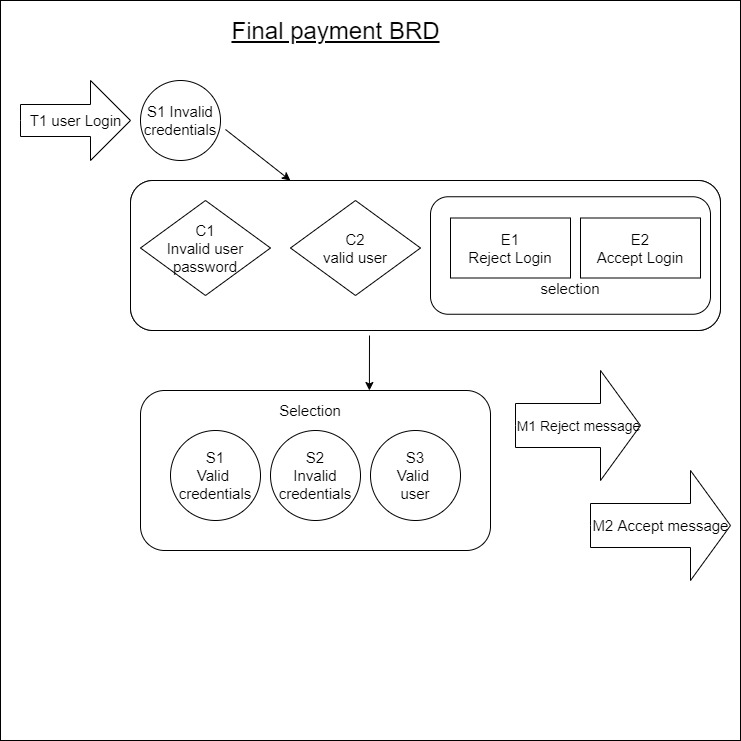 Final payment BRD
T1 user Login
S1 Invalid
credentials
C1
Invalid user
password
C2
valid user
E1
Reject Login
E2
Accept Login
selection
Selection
S1
Valid
credentials
S2
Invalid
credentials
S3
Valid
user
M1 Reject message
M2 Accept message